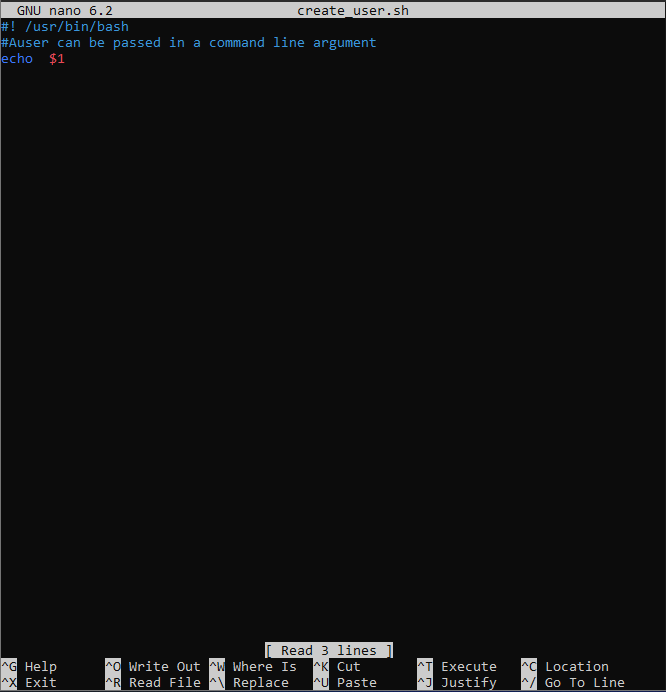 GNU nano 6.2 create_user.sh
#! /usr/bin/bash
#Auser can be passed in a command line argument
echo  $1
[ Read 3 lines ]
^G Help ^O Write Out ^W Where Is ^K Cut ^T Execute ^C Location
^X Exit ^R Read File ^\ Replace ^U Paste ^J Justify ^/ Go To Line